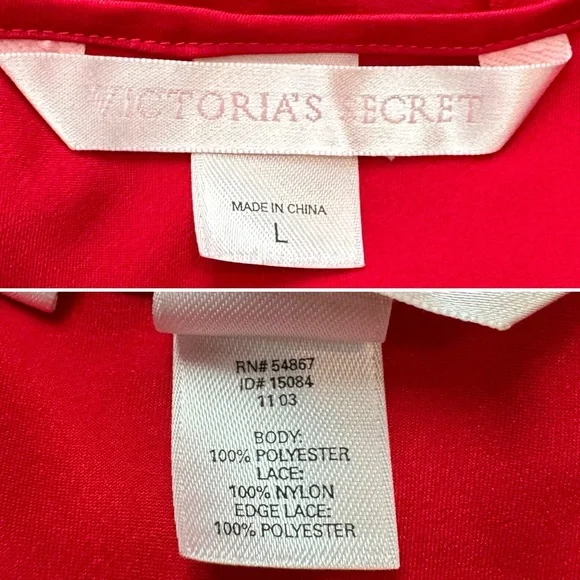 VICTORIA'S SECRET
MADE IN CHINA
L
RN# 54867
ID# 15084
11 03
BODY:
100% POLYESTER
LACE:
100% NYLON
EDGE LACE:
100% POLYESTER